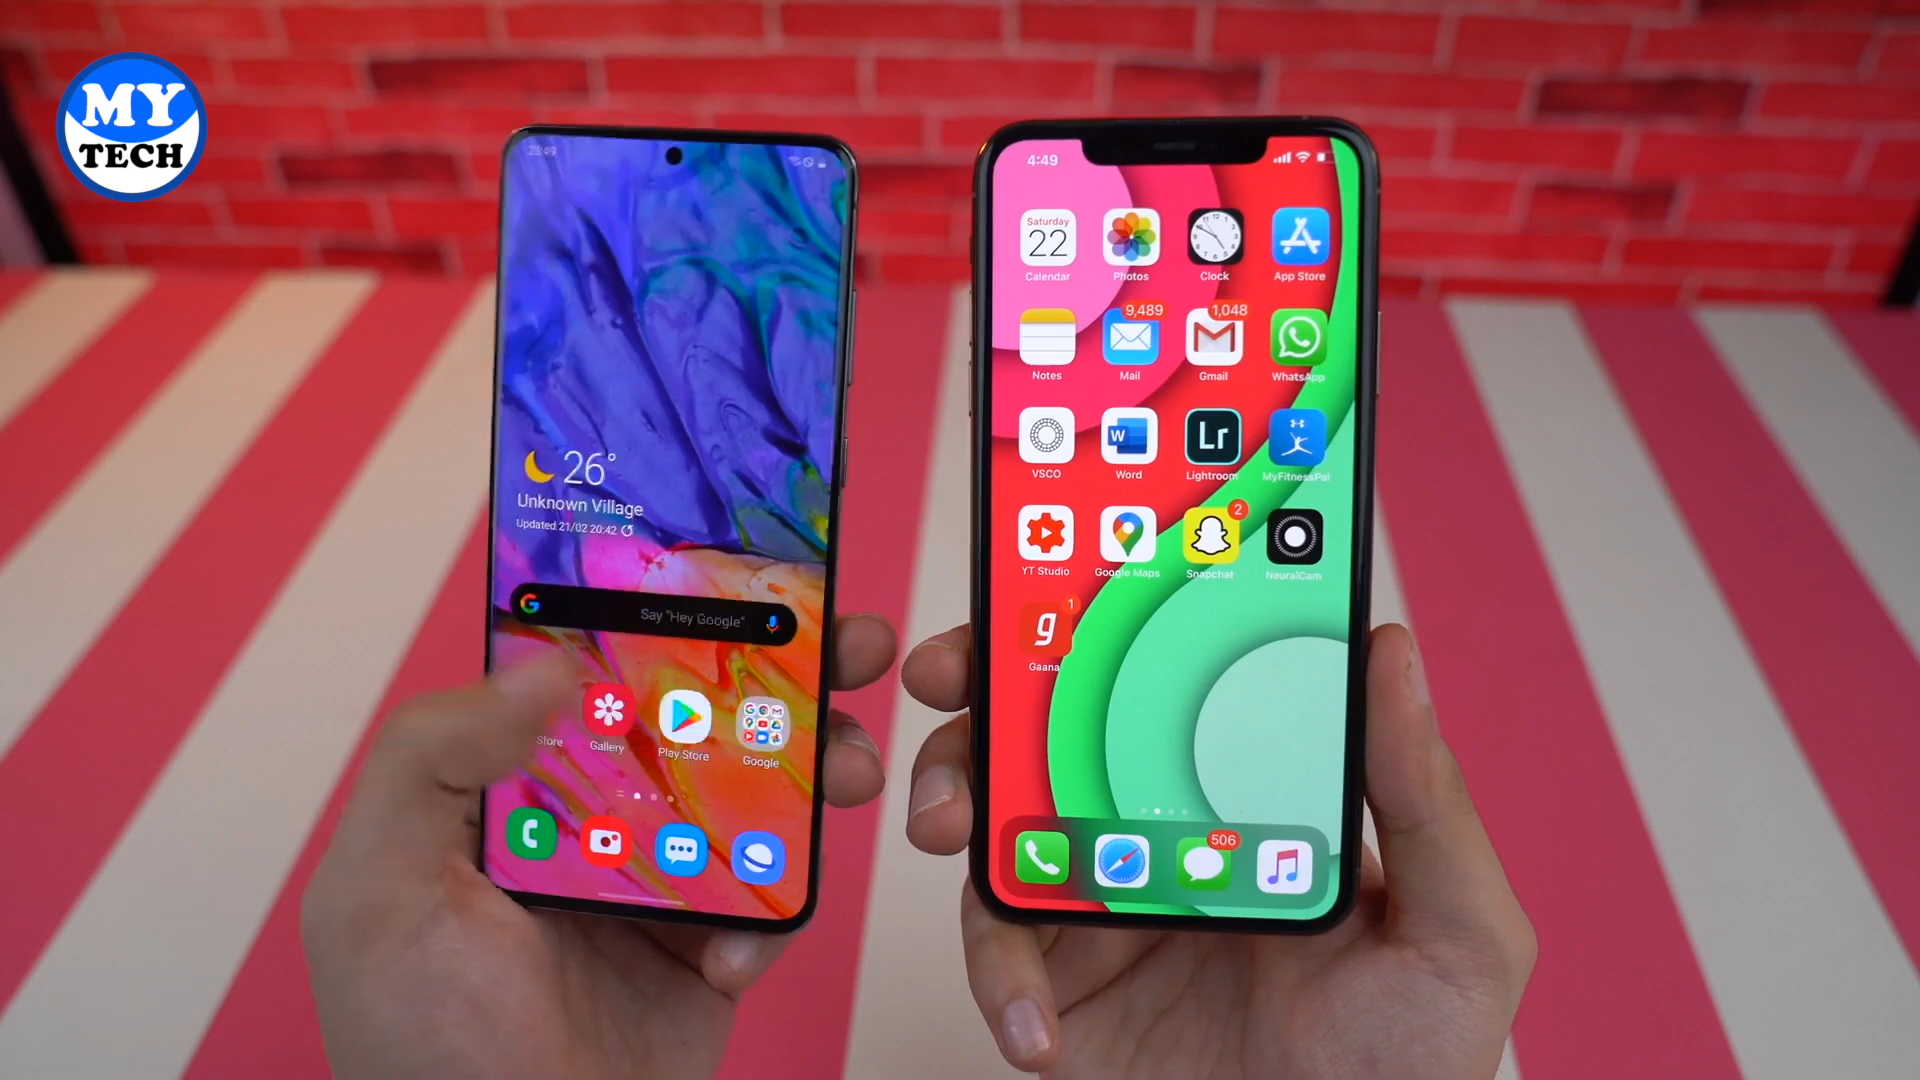 MY
TECH
23:49
26°
Unknown Village
Updated 21/02 20:42
Say "Hey Google"
Store
Gallery
Play Store
Google
4:49
Saturday
22
Calendar
Photos
Clock
App Store
9,489
1,048
Notes
Mail
Gmail
WhatsApp
W
Lr
VSCO
Word
Lightroom
MyFitnessPal
2
YT Studio
Google Maps
Snapchat
NeuralCam
1
g
Gaana
506